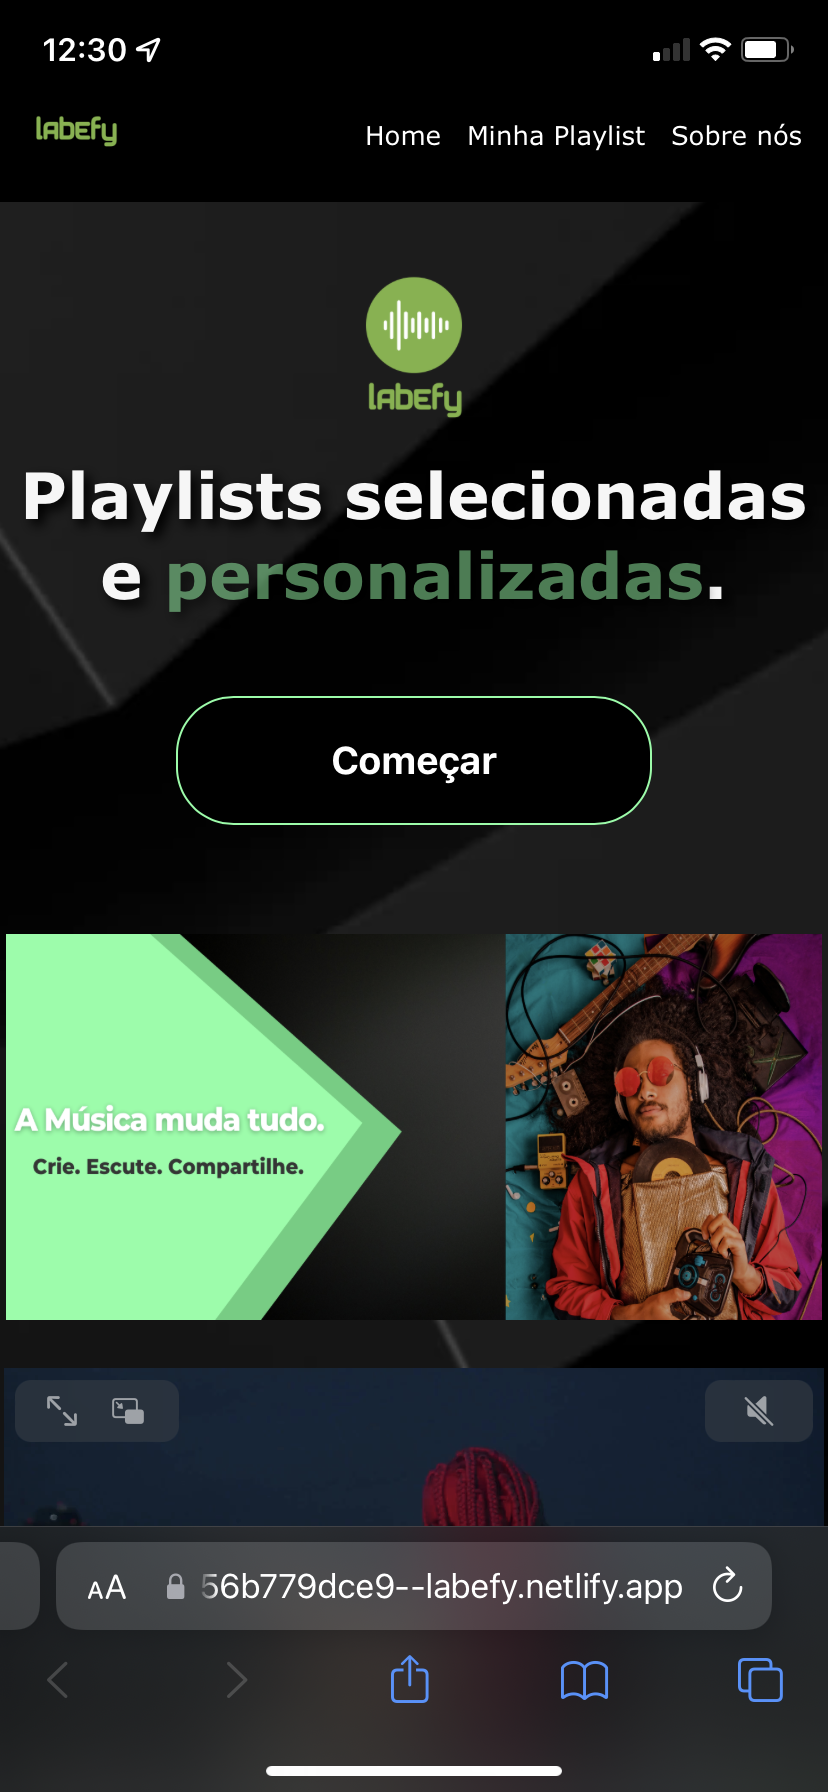 12:30
labefy
Home Minha Playlist Sobre nós
labefy
Playlists selecionadas
e personalizadas.
Começar
A Música muda tudo.
Crie. Escute. Compartilhe.
AA 56b779dce9--labefy.netlify.app